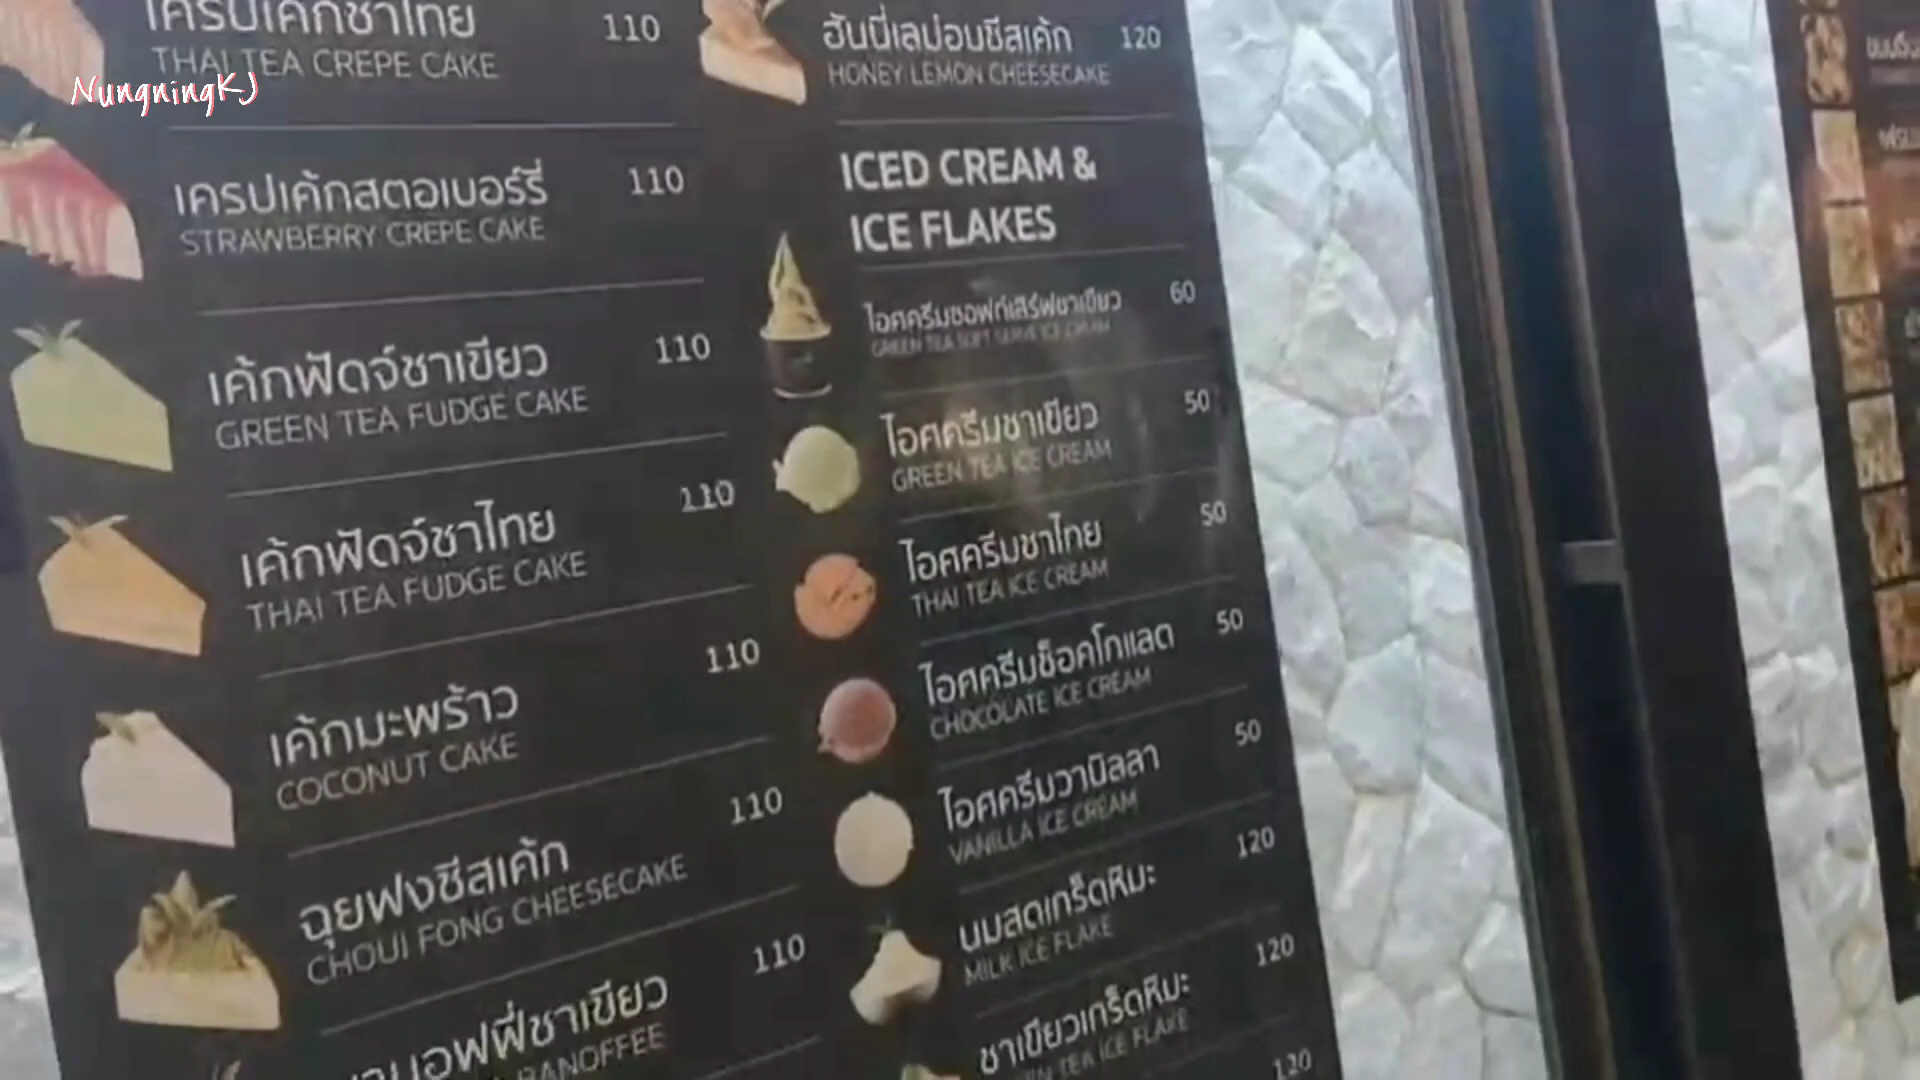 NungningKJ
เครปเค้กชาไทย 110
THAI TEA CREPE CAKE
เครปเค้กสตอเบอร์รี่ 110
STRAWBERRY CREPE CAKE
เค้กฟัดจ์ชาเขียว 110
GREEN TEA FUDGE CAKE
เค้กฟัดจ์ชาไทย 110
THAI TEA FUDGE CAKE
เค้กมะพร้าว 110
COCONUT CAKE
ฉุยฟงชีสเค้ก 110
CHOUI FONG CHEESECAKE
110
BANOFFEE
ฮันนี่เลมอนชีสเค้ก 120
HONEY LEMON CHEESECAKE
ICED CREAM &
ICE FLAKES
ไอศครีมซอฟท์เสิร์ฟชาเขียว 60
GREEN TEA SOFT SERVE ICE CREAM
ไอศครีมชาเขียว 50
GREEN TEA ICE CREAM
ไอศครีมชาไทย 50
THAI TEA ICE CREAM
ไอศครีมช็อคโกแลต 50
CHOCOLATE ICE CREAM
ไอศครีมวานิลลา 50
VANILLA ICE CREAM
นมสดเกร็ดหิมะ 120
MILK ICE FLAKE
ชาเขียวเกร็ดหิมะ 120
TEA ICE FLAKE
120